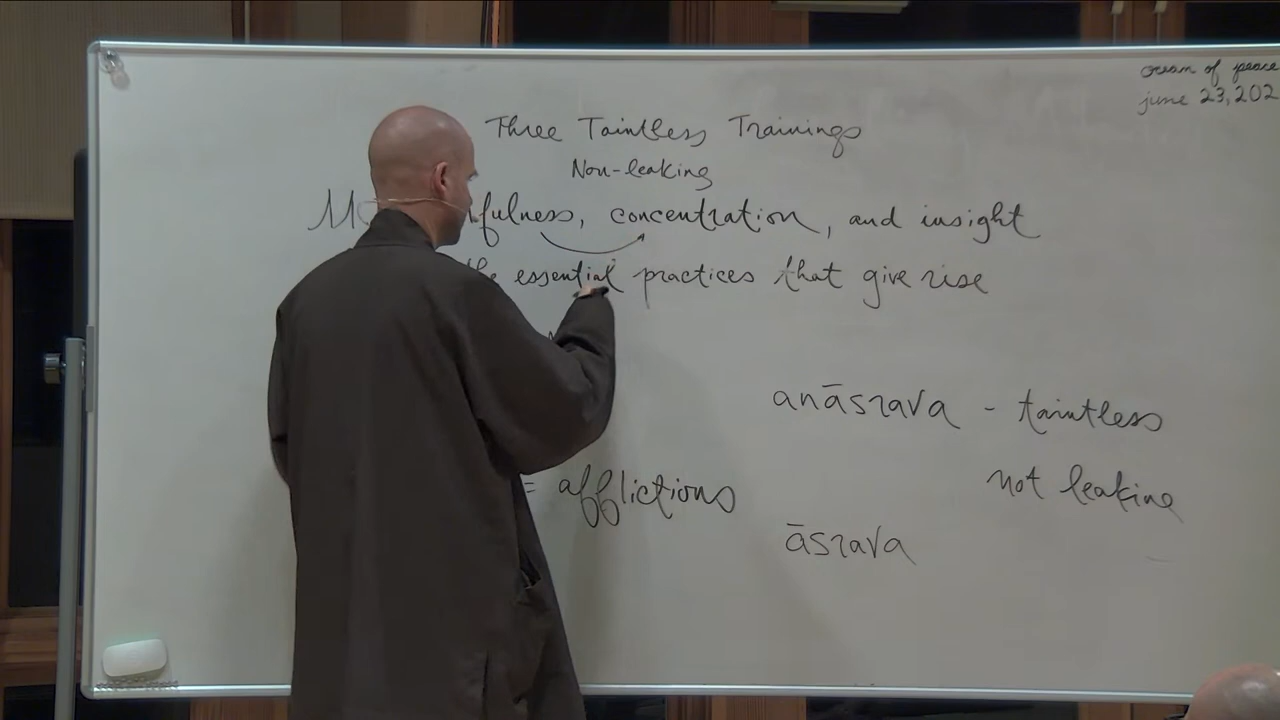 ocean of peace
june 23, 202
Three Taintless Trainings
Non-leaking
fulness, concentration, and insight
the essential practices that give rise
anāsrava - taintless
not leaking
= afflictions
āsrava